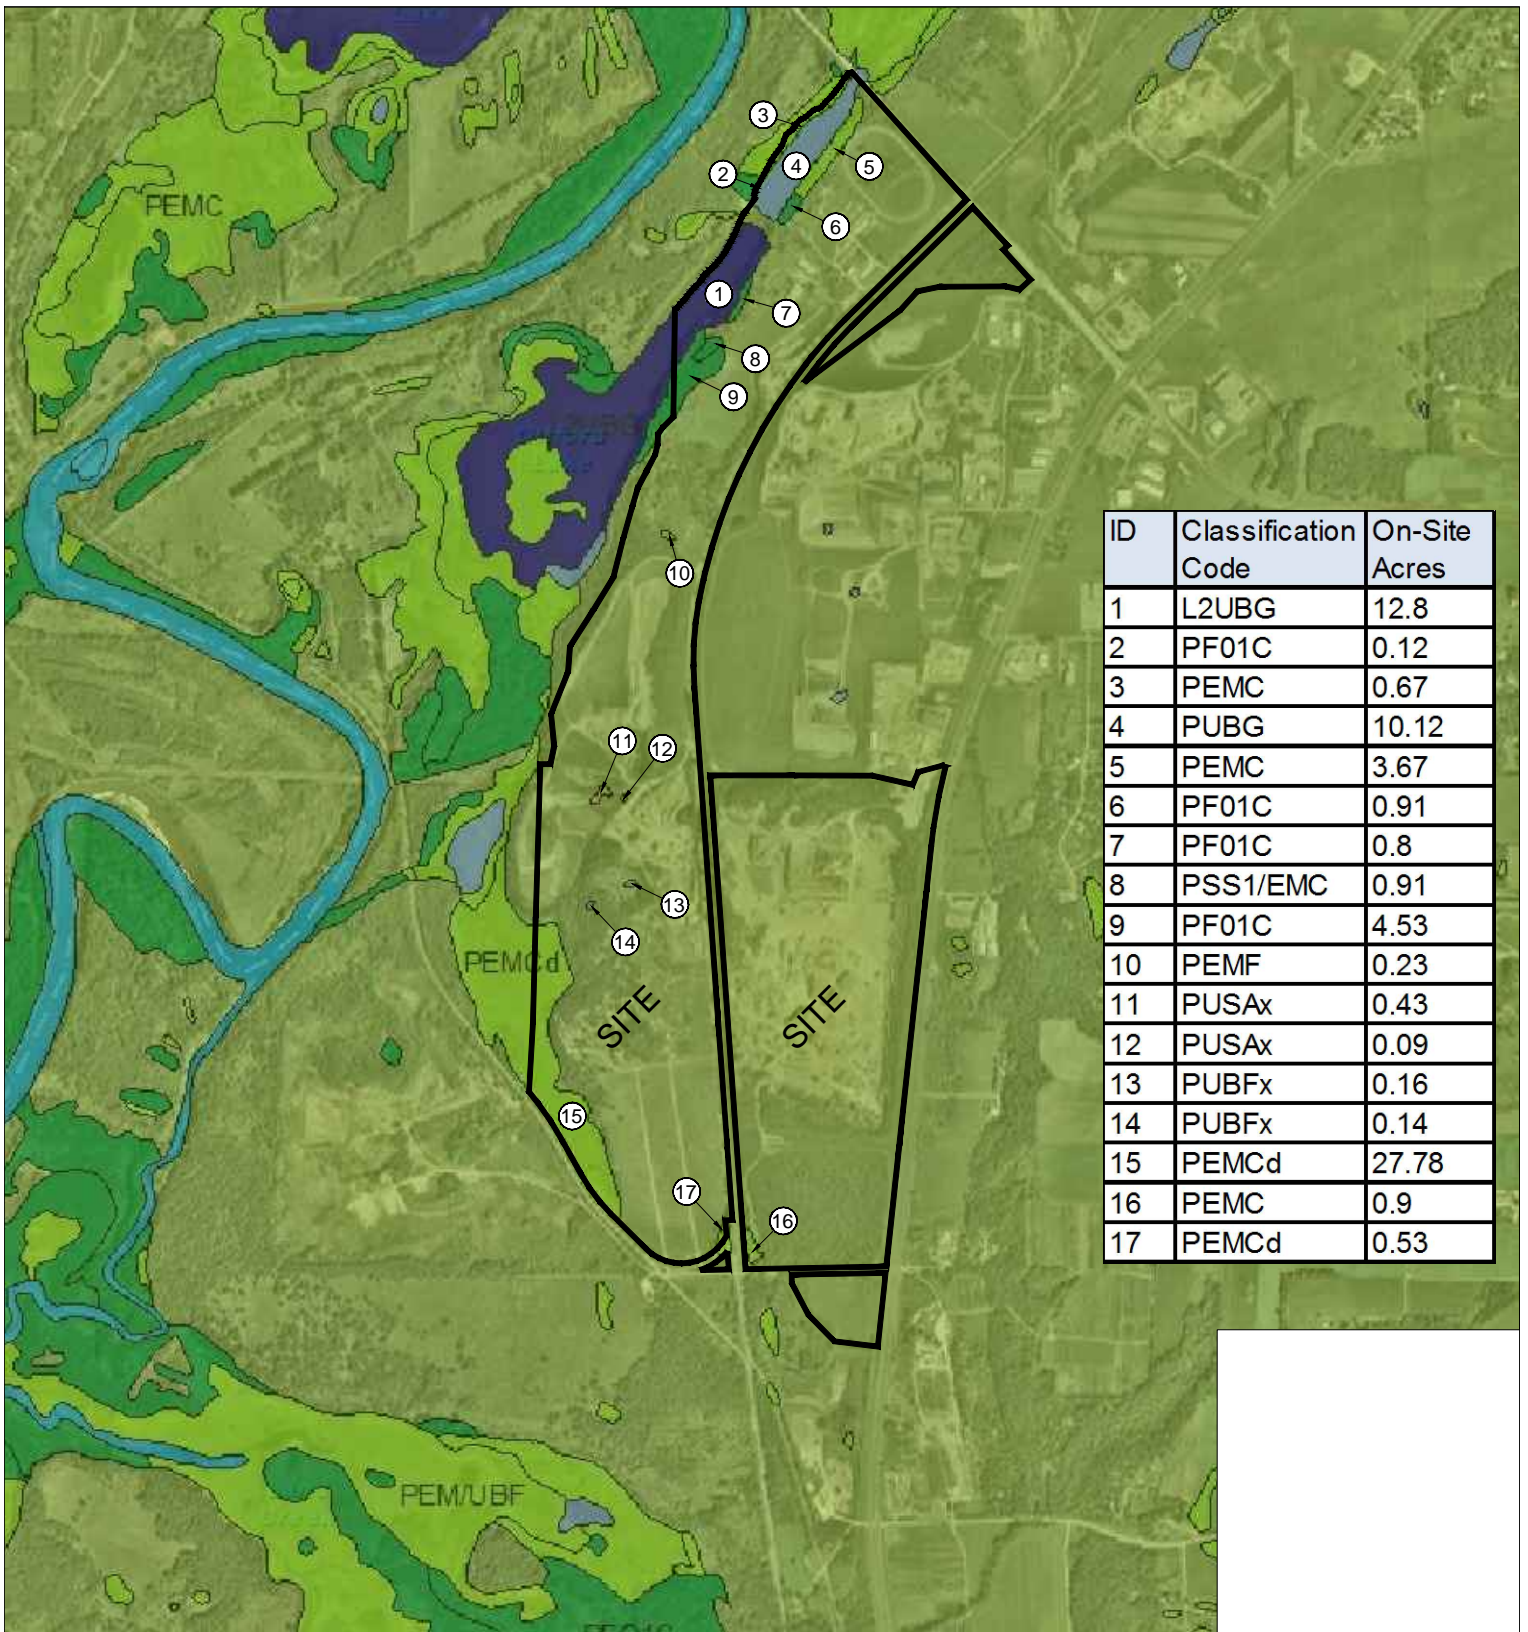 3
4
5
2
6
PEMC
1
7
8
9
10
11
12
13
14
PEMCd
SITE
SITE
15
17
16
PEM/UBF
ID Classification Code On-Site Acres
1 L2UBG 12.8
2 PF01C 0.12
3 PEMC 0.67
4 PUBG 10.12
5 PEMC 3.67
6 PF01C 0.91
7 PF01C 0.8
8 PSS1/EMC 0.91
9 PF01C 4.53
10 PEMF 0.23
11 PUSAx 0.43
12 PUSAx 0.09
13 PUBFx 0.16
14 PUBFx 0.14
15 PEMCd 27.78
16 PEMC 0.9
17 PEMCd 0.53